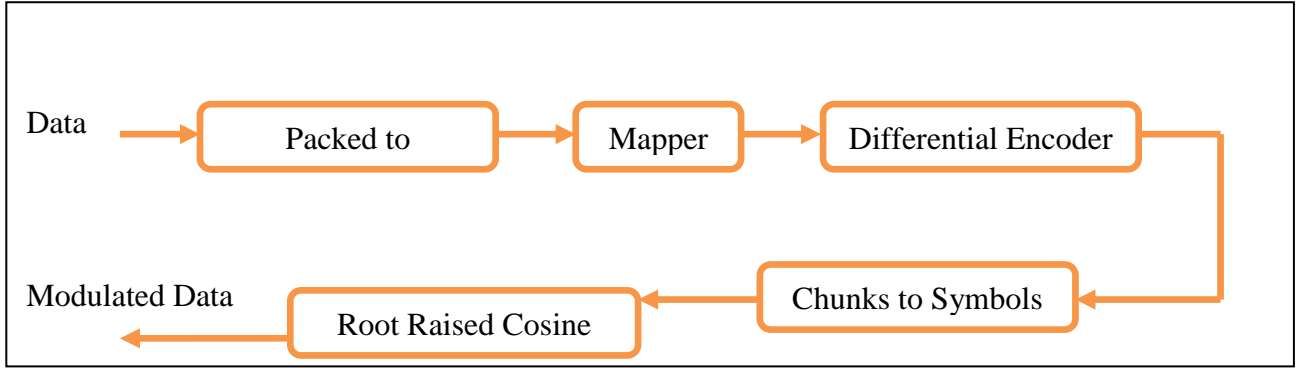 Data
Packed to
Mapper
Differential Encoder
Modulated Data
Root Raised Cosine
Chunks to Symbols